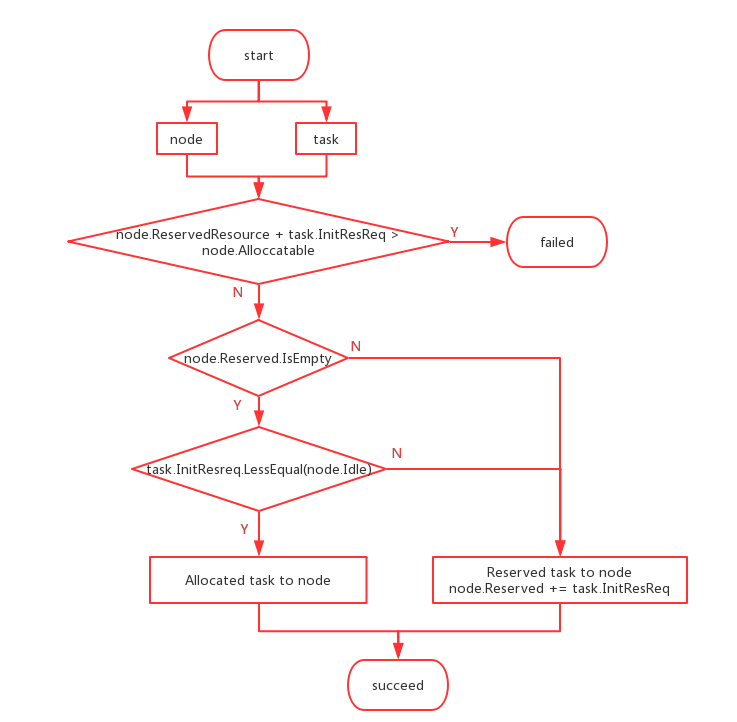 start
node
task
node.ReservedResource + task.InitResReq >
node.Alloccatable
Y
failed
N
node.Reserved.IsEmpty
N
Y
task.InitResreq.LessEqual(node.Idle)
N
Y
Allocated task to node
Reserved task to node
node.Reserved += task.InitResReq
succeed